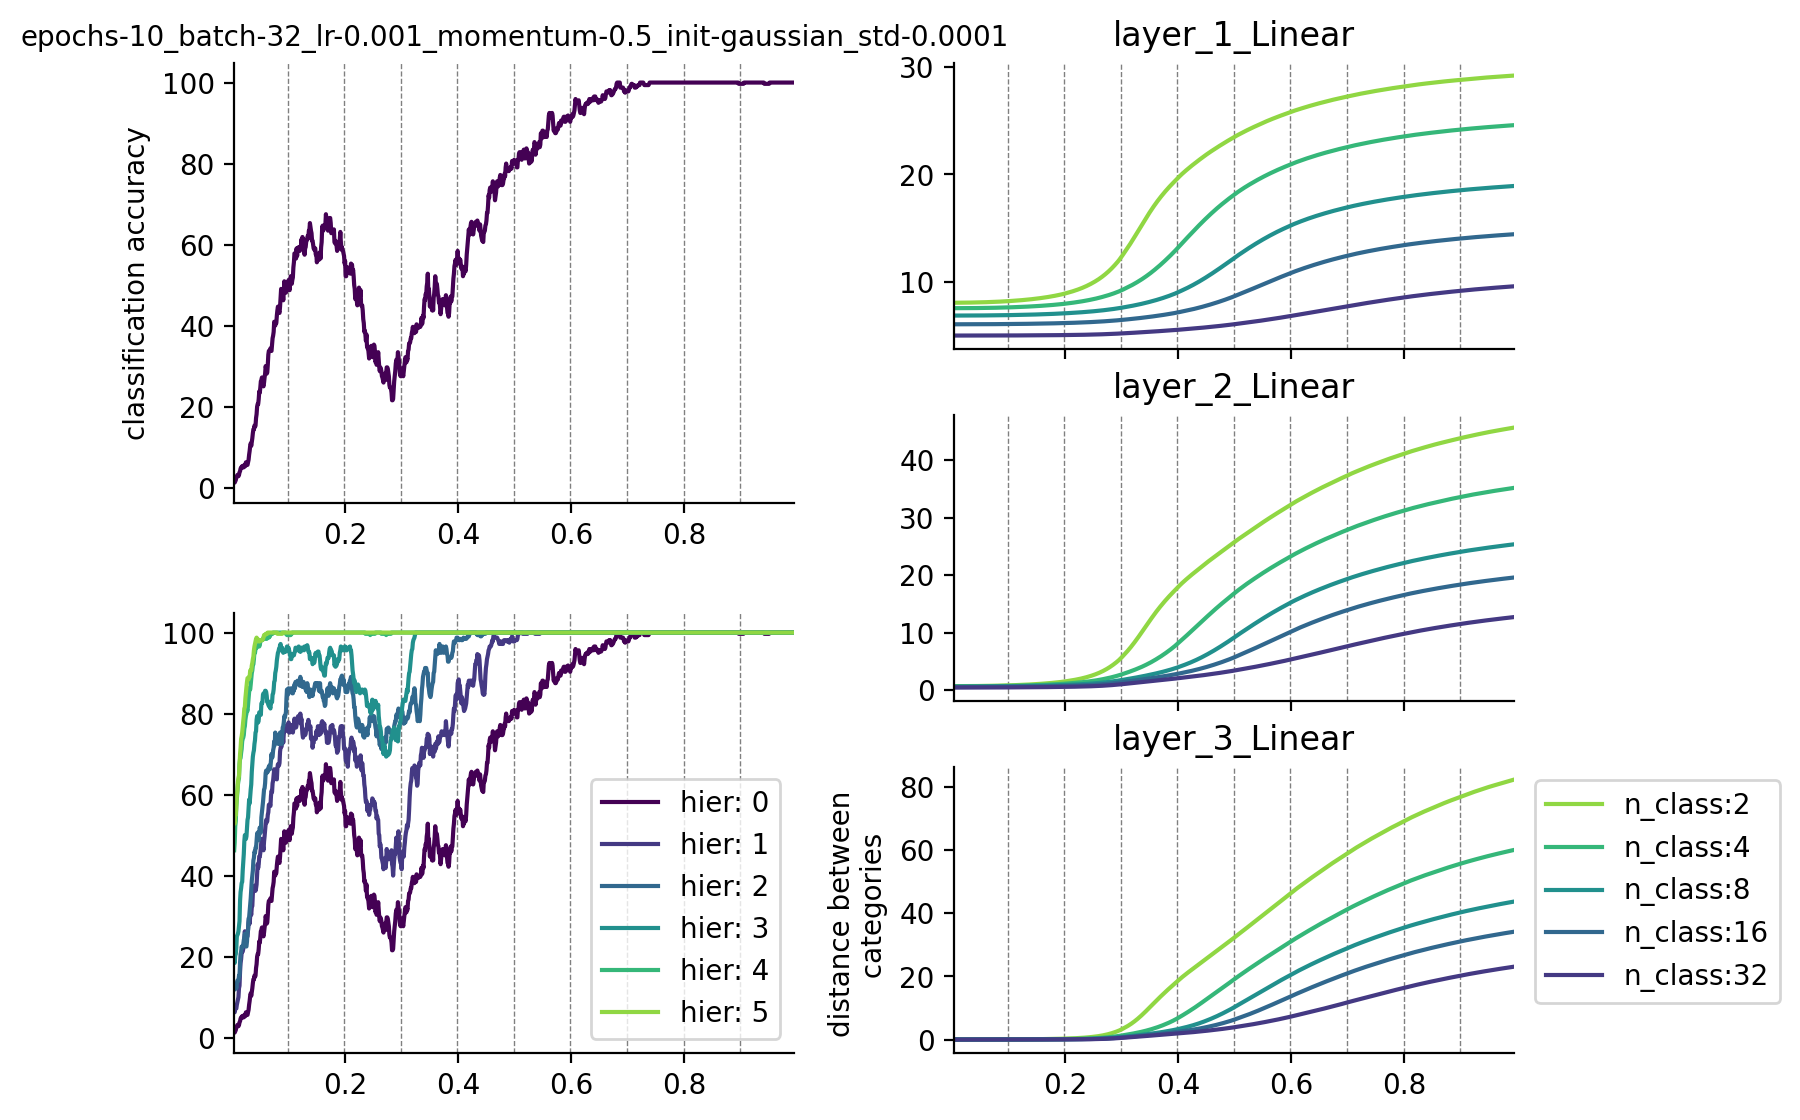 epochs-10_batch-32_lr-0.001_momentum-0.5_init-gaussian_std-0.0001
classification accuracy
100
80
60
40
20
0
0.2 0.4 0.6 0.8
100
80
60
40
20
0
0.2 0.4 0.6 0.8
hier: 0
hier: 1
hier: 2
hier: 3
hier: 4
hier: 5
layer_1_Linear
30
20
10
layer_2_Linear
40
30
20
10
0
layer_3_Linear
distance between
categories
80
60
40
20
0
0.2 0.4 0.6 0.8
n_class:2
n_class:4
n_class:8
n_class:16
n_class:32